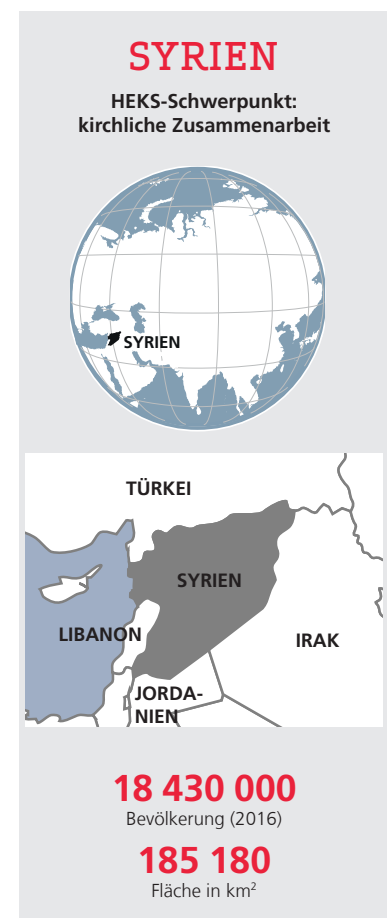 SYRIEN
HEKS-Schwerpunkt:
kirchliche Zusammenarbeit
SYRIEN
TÜRKEI
SYRIEN
LIBANON
IRAK
JORDA-
NIEN
18 430 000
Bevölkerung (2016)
185 180
Fläche in km²